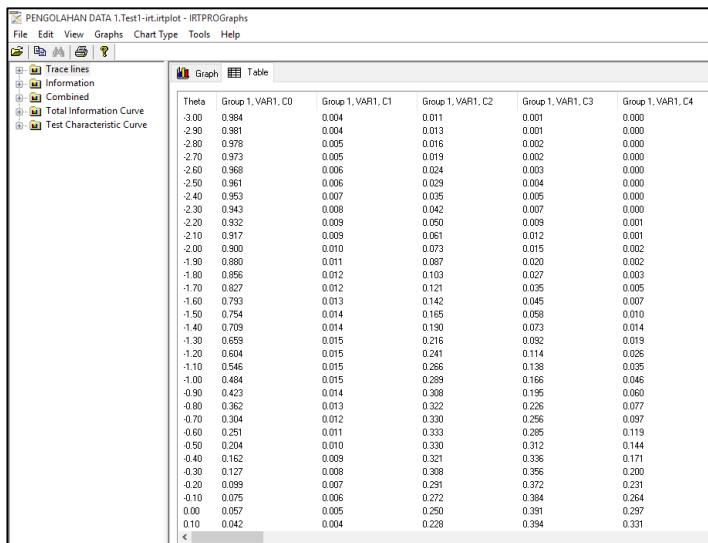 PENGOLAHAN DATA 1.Test1-irt.irtplot - IRTPROGraphs
File Edit View Graphs Chart Type Tools Help
Trace lines
Information
Combined
Total Information Curve
Test Characteristic Curve
Graph Table
Theta Group 1, VAR1, C0 Group 1, VAR1, C1 Group 1, VAR1, C2 Group 1, VAR1, C3 Group 1, VAR1, C4
-3.00 0.984 0.004 0.011 0.001 0.000
-2.90 0.981 0.004 0.013 0.001 0.000
-2.80 0.978 0.005 0.016 0.002 0.000
-2.70 0.973 0.005 0.019 0.002 0.000
-2.60 0.968 0.006 0.024 0.003 0.000
-2.50 0.961 0.006 0.029 0.004 0.000
-2.40 0.953 0.007 0.035 0.005 0.000
-2.30 0.943 0.008 0.042 0.007 0.000
-2.20 0.932 0.009 0.050 0.009 0.001
-2.10 0.917 0.009 0.061 0.012 0.001
-2.00 0.900 0.010 0.073 0.015 0.002
-1.90 0.880 0.011 0.087 0.020 0.002
-1.80 0.856 0.012 0.103 0.027 0.003
-1.70 0.827 0.012 0.121 0.035 0.005
-1.60 0.793 0.013 0.142 0.045 0.007
-1.50 0.754 0.014 0.165 0.058 0.010
-1.40 0.709 0.014 0.190 0.073 0.014
-1.30 0.659 0.015 0.216 0.092 0.019
-1.20 0.604 0.015 0.241 0.114 0.026
-1.10 0.546 0.015 0.266 0.138 0.035
-1.00 0.484 0.015 0.289 0.166 0.046
-0.90 0.423 0.014 0.308 0.195 0.060
-0.80 0.362 0.013 0.322 0.226 0.077
-0.70 0.304 0.012 0.330 0.256 0.097
-0.60 0.251 0.011 0.333 0.285 0.119
-0.50 0.204 0.010 0.330 0.312 0.144
-0.40 0.162 0.009 0.321 0.336 0.171
-0.30 0.127 0.008 0.308 0.356 0.200
-0.20 0.099 0.007 0.291 0.372 0.231
-0.10 0.075 0.006 0.272 0.384 0.264
0.00 0.057 0.005 0.250 0.391 0.297
0.10 0.042 0.004 0.228 0.394 0.331